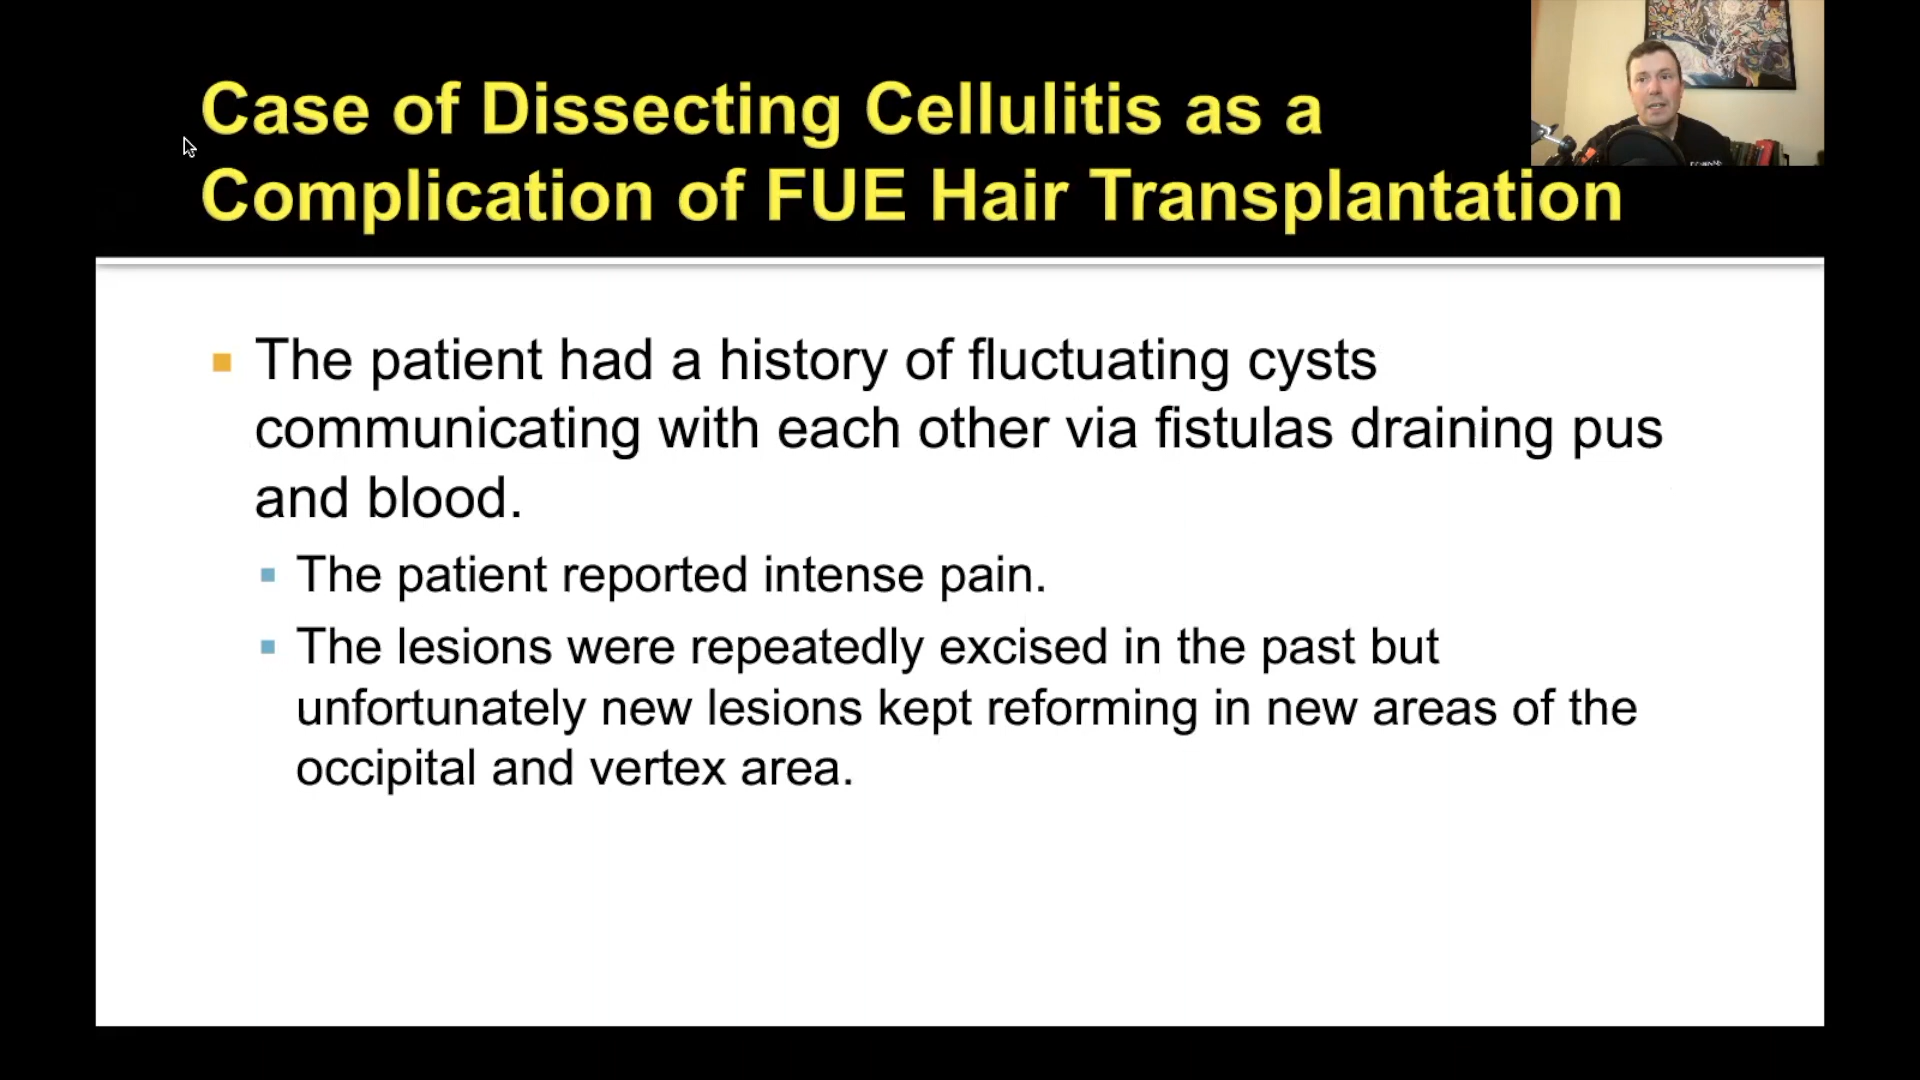 Case of Dissecting Cellulitis as a
Complication of FUE Hair Transplantation
The patient had a history of fluctuating cysts
communicating with each other via fistulas draining pus
and blood.
The patient reported intense pain.
The lesions were repeatedly excised in the past but
unfortunately new lesions kept reforming in new areas of the
occipital and vertex area.